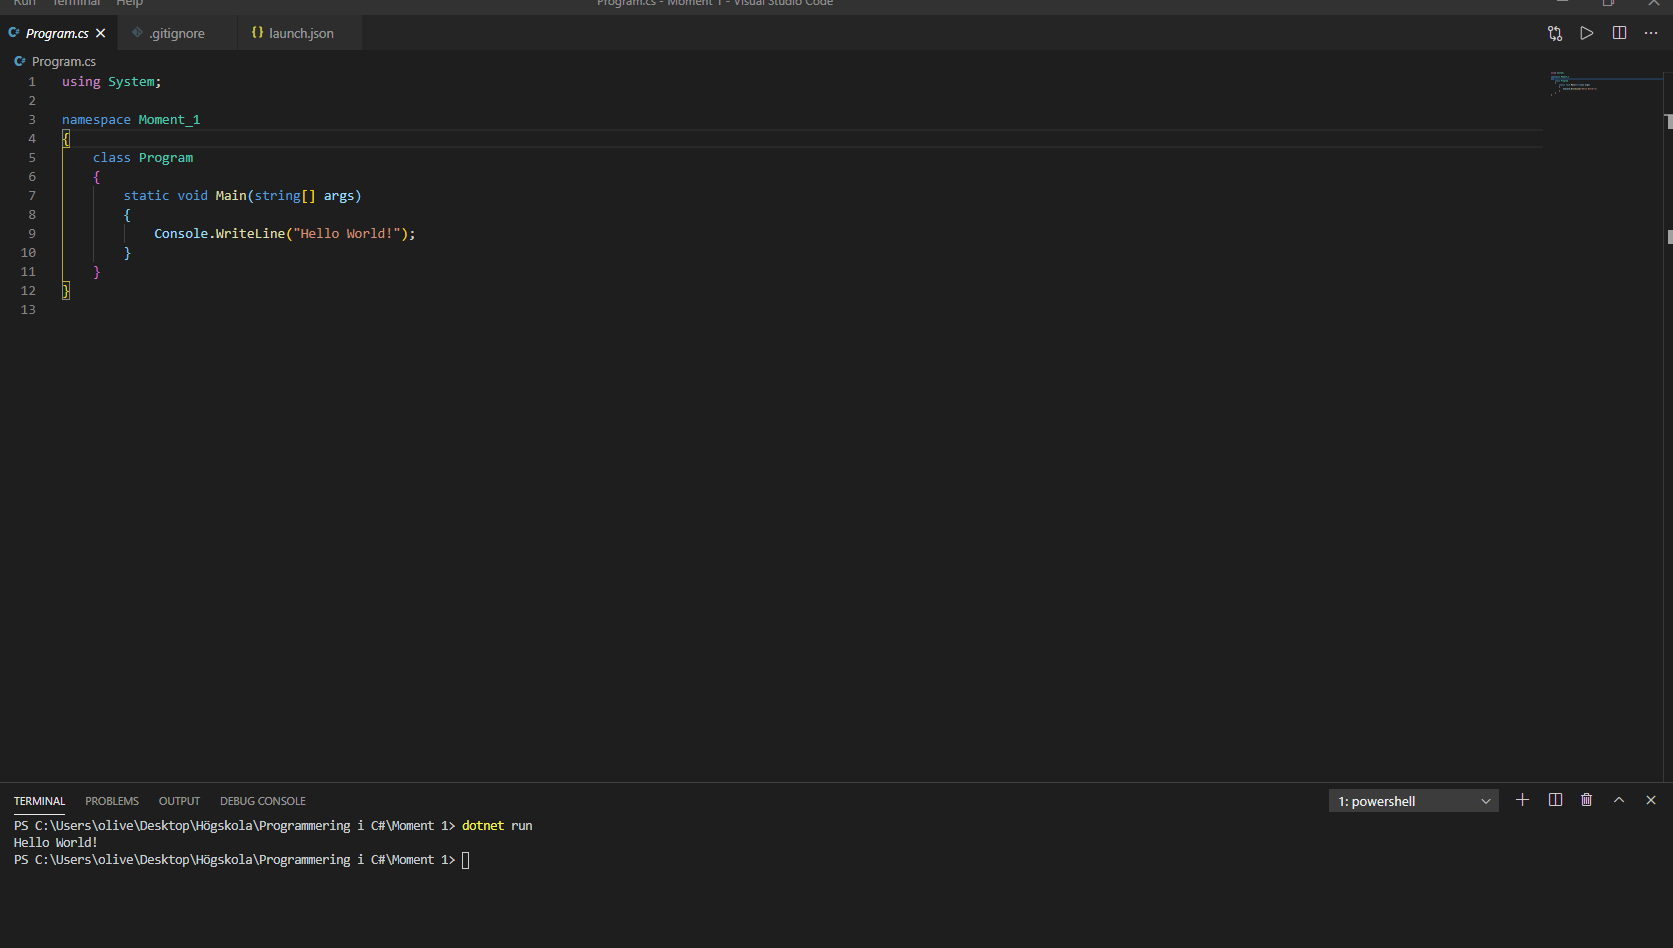 Run Terminal Help Program.cs - Moment 1 - Visual Studio Code
Program.cs .gitignore launch.json
Program.cs
1 using System;
2
3 namespace Moment_1
4 {
5 class Program
6 {
7 static void Main(string[] args)
8 {
9 Console.WriteLine("Hello World!");
10 }
11 }
12 }
13
TERMINAL PROBLEMS OUTPUT DEBUG CONSOLE 1: powershell
PS C:\Users\olive\Desktop\Högskola\Programmering i C#\Moment 1> dotnet run
Hello World!
PS C:\Users\olive\Desktop\Högskola\Programmering i C#\Moment 1>